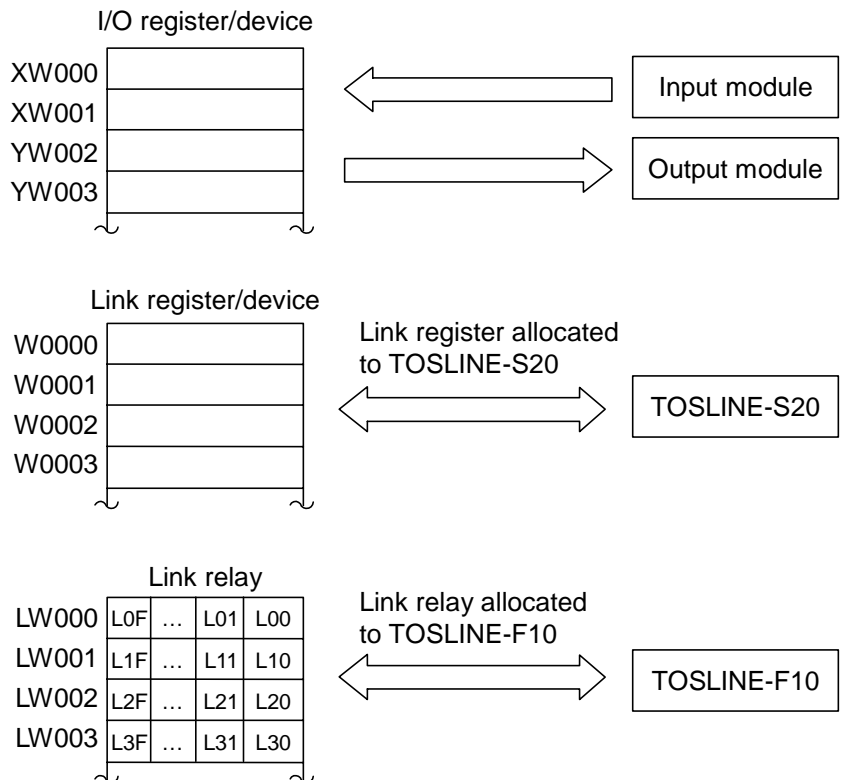 I/O register/device
XW000
Input module
XW001
YW002
Output module
YW003
Link register/device
W0000
Link register allocated
to TOSLINE-S20
W0001
TOSLINE-S20
W0002
W0003
Link relay
LW000 L0F … L01 L00
Link relay allocated
to TOSLINE-F10
LW001 L1F … L11 L10
TOSLINE-F10
LW002 L2F … L21 L20
LW003 L3F … L31 L30